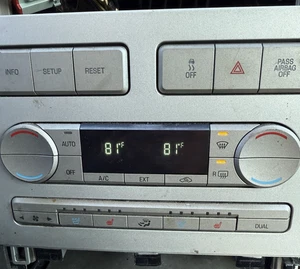 INFO SETUP RESET OFF PASS AIRBAG OFF
AUTO 81°F 81°F
OFF R
A/C EXT
DUAL